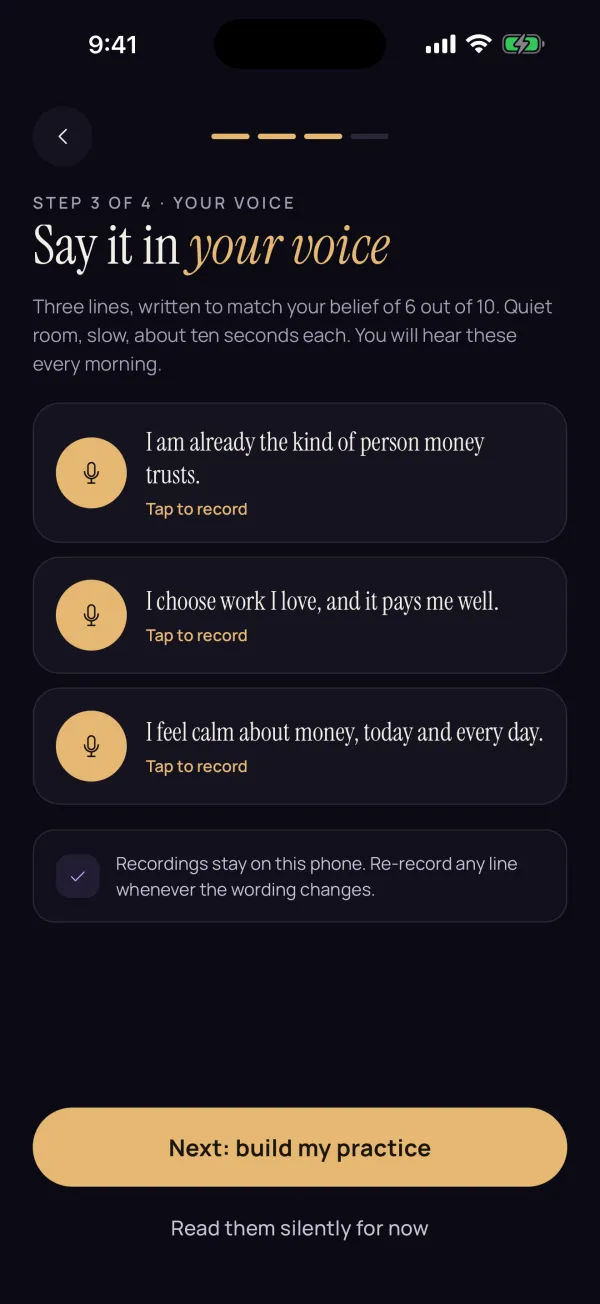 9:41
STEP 3 OF 4 · YOUR VOICE
Say it in your voice
Three lines, written to match your belief of 6 out of 10. Quiet
room, slow, about ten seconds each. You will hear these
every morning.
I am already the kind of person money
trusts.
Tap to record
I choose work I love, and it pays me well.
Tap to record
I feel calm about money, today and every day.
Tap to record
Recordings stay on this phone. Re-record any line
whenever the wording changes.
Next: build my practice
Read them silently for now